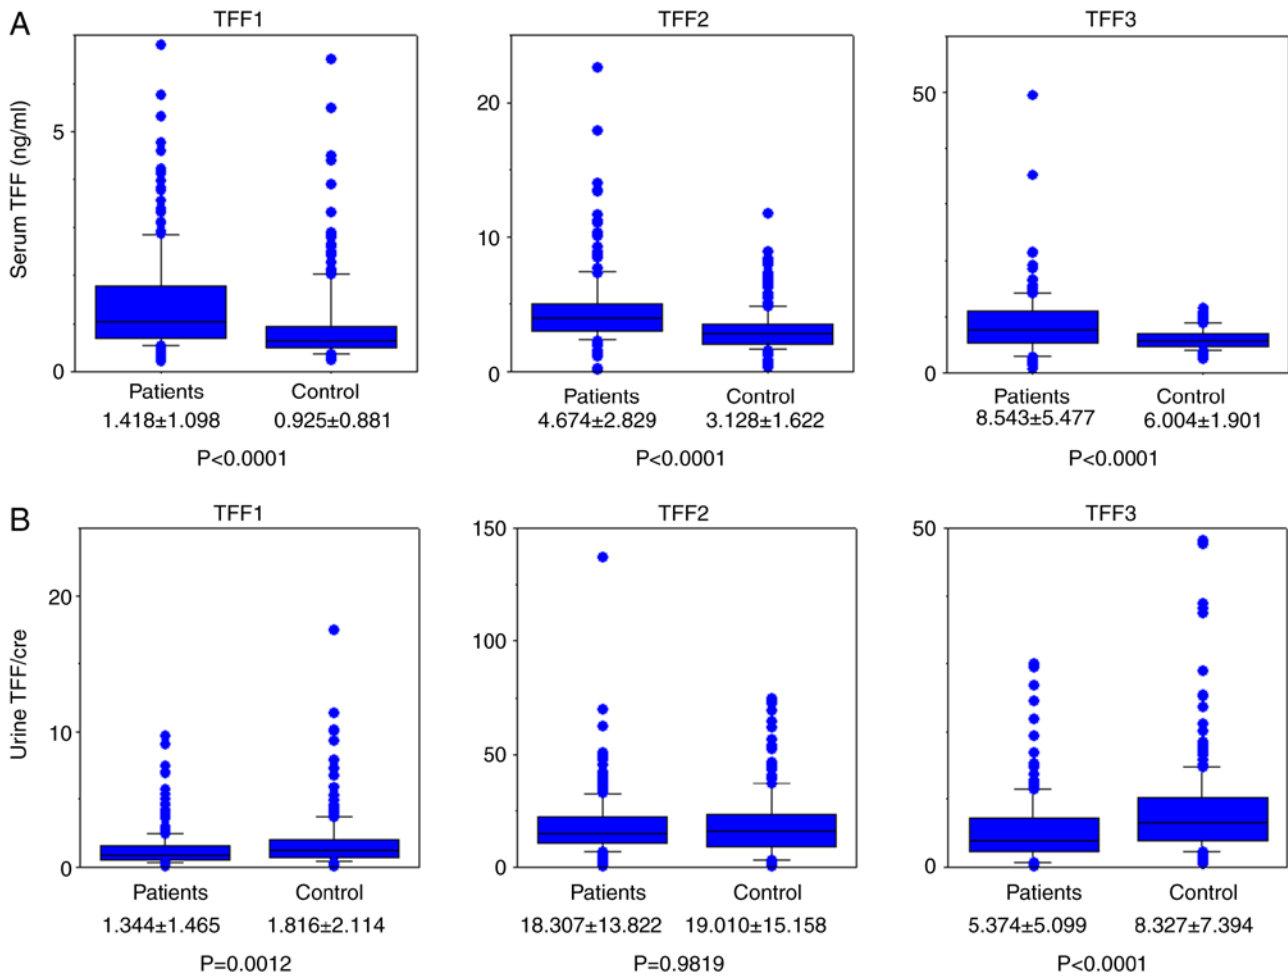 A
TFF1
TFF2
TFF3
Serum TFF (ng/ml)
5
0
20
10
0
50
0
Patients Control
1.418±1.098 0.925±0.881
P<0.0001
Patients Control
4.674±2.829 3.128±1.622
P<0.0001
Patients Control
8.543±5.477 6.004±1.901
P<0.0001
B
TFF1
TFF2
TFF3
Urine TFF/cre
20
10
0
150
100
50
0
50
0
Patients Control
1.344±1.465 1.816±2.114
P=0.0012
Patients Control
18.307±13.822 19.010±15.158
P=0.9819
Patients Control
5.374±5.099 8.327±7.394
P<0.0001